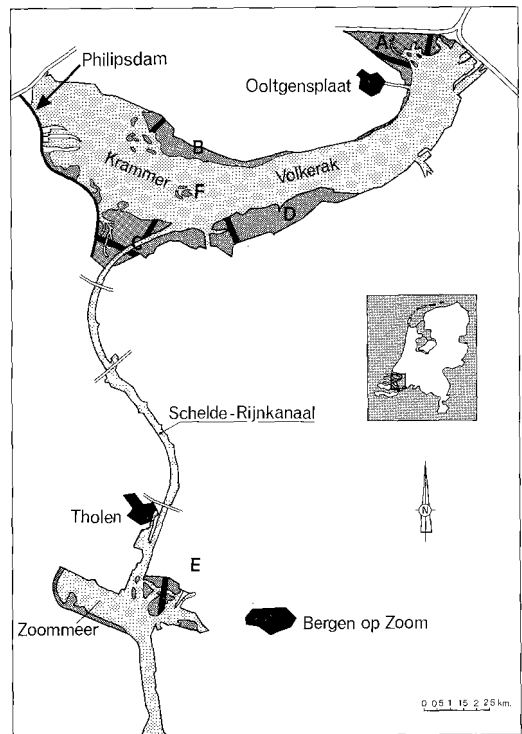 Philipsdam
A
Ooltgensplaat
B
Krammer
Volkerak
F
D
C
Schelde-Rijnkanaal
N
Tholen
E
Zoommeer
Bergen op Zoom
0 0.5 1 1.5 2 2.5 km.